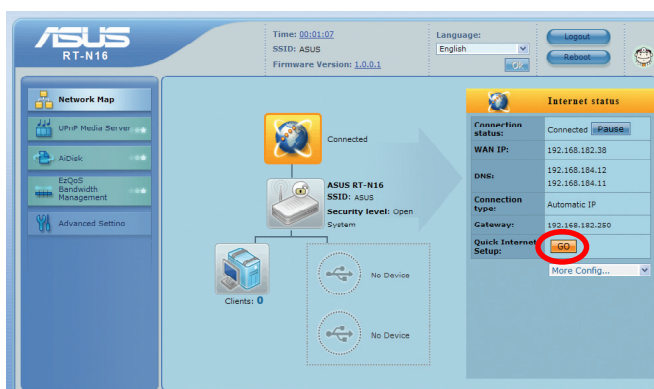 ASUS
RT-N16
Time: 00:01:07
SSID: ASUS
Firmware Version: 1.0.0.1
Language:
English
OK
Logout
Reboot
Network Map
UPnP Media Server
AiDisk
EzQoS
Bandwidth
Management
Advanced Setting
Connected
ASUS RT-N16
SSID: ASUS
Security level: Open
System
Clients: 0
No Device
No Device
Internet status
Connection
status:
Connected Pause
WAN IP:
192.168.182.38
DNS:
192.168.184.12
192.168.184.11
Connection
type:
Automatic IP
Gateway:
192.168.182.250
Quick Internet
Setup:
GO
More Config...